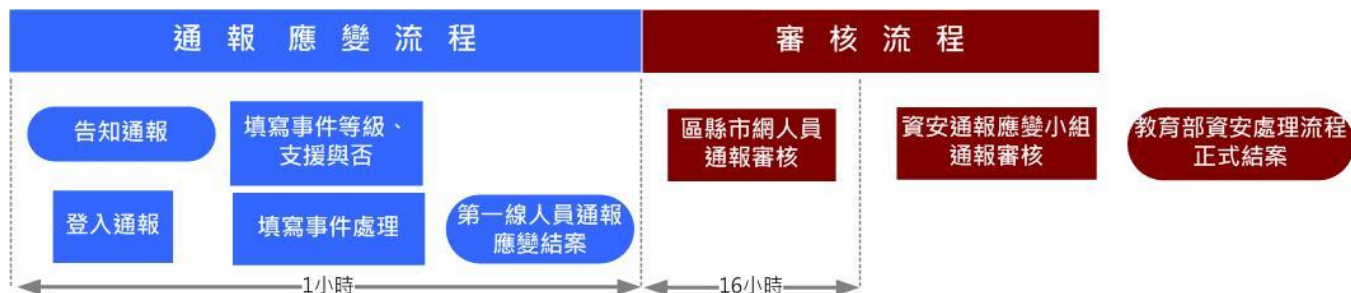 通報應變流程
審核流程
告知通報
填寫事件等級、
支援與否
區縣市網人員
通報審核
資安通報應變小組
通報審核
教育部資安處理流程
正式結案
登入通報
填寫事件處理
第一線人員通報
應變結案
1小時
16小時